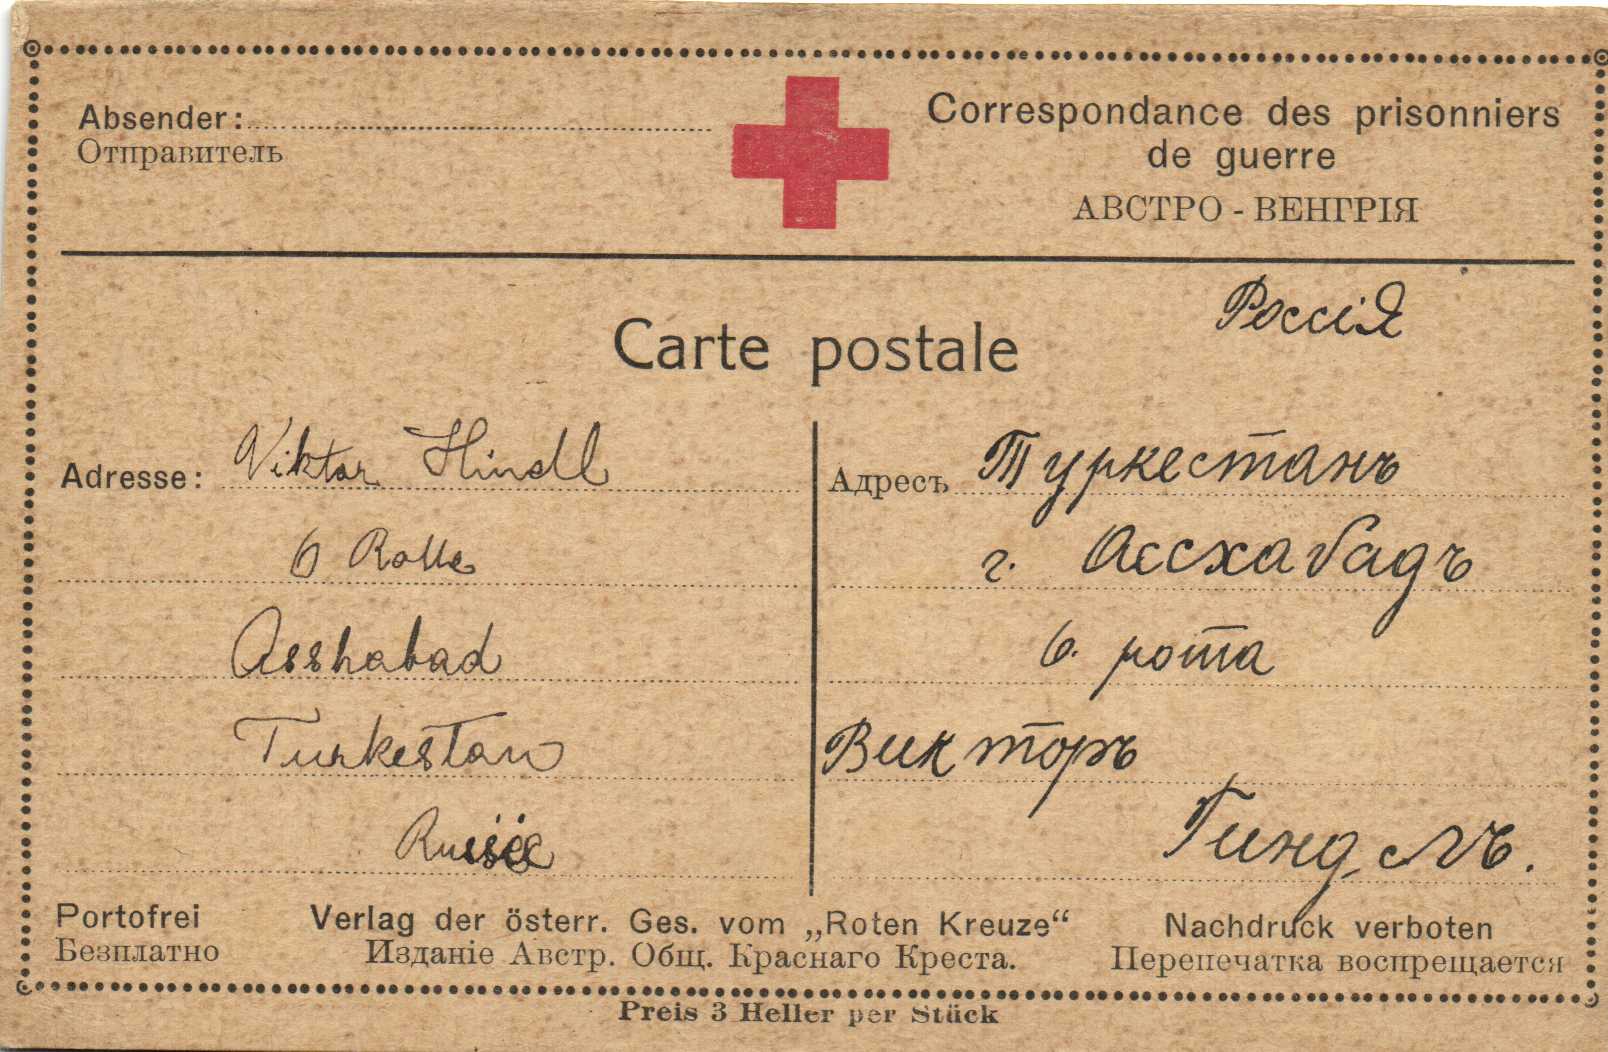 Absender:
Отправитель
Correspondance des prisonniers
de guerre
АВСТРО - ВЕНГРІЯ
Россія
Carte postale
Adresse: Viktor Hindl
6 Rotte
Asshabad
Turkestan
Адресъ Туркестанъ
г. Ассхабадъ
6. рота
Викторъ
Гиндлъ.
Portofrei
Безплатно
Verlag der österr. Ges. vom „Roten Kreuze“
Изданіе Австр. Общ. Краснаго Креста.
Nachdruck verboten
Перепечатка воспрещается
Preis 3 Heller per Stück